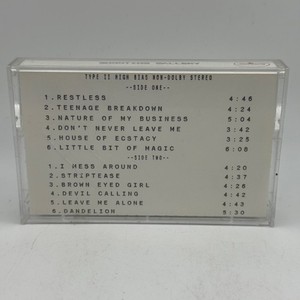 TYPE II HIGH BIAS NON-DOLBY STEREO
--SIDE ONE--
1.RESTLESS 4:46
2.TEENAGE BREAKDOWN 4:24
3.NATURE OF MY BUSINESS 5:04
4.DON'T NEVER LEAVE ME 3:42
5.HOUSE OF ECSTACY 4:25
6.LITTLE BIT OF MAGIC 6:06
--SIDE TWO--
1.I MESS AROUND 4:20
2.STRIPTEASE 4:37
3.BROWN EYED GIRL 4:26
4.DEVIL CALLING 4:42
5.LEAVE ME ALONE 4:43
6.DANDELION 5:30